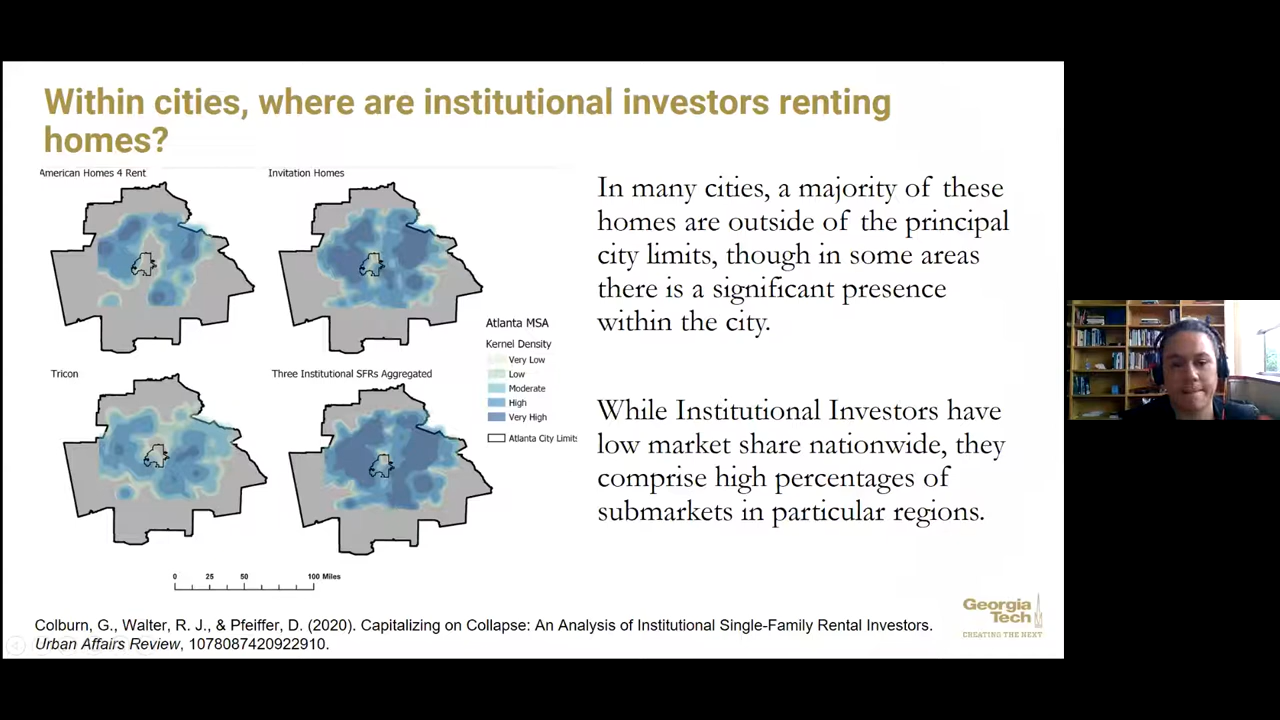 Within cities, where are institutional investors renting
homes?
American Homes 4 Rent
Invitation Homes
Tricon
Three Institutional SFRs Aggregated
Atlanta MSA
Kernel Density
Very Low
Low
Moderate
High
Very High
Atlanta City Limits
0 25 50 100 Miles
In many cities, a majority of these
homes are outside of the principal
city limits, though in some areas
there is a significant presence
within the city.
While Institutional Investors have
low market share nationwide, they
comprise high percentages of
submarkets in particular regions.
Colburn, G., Walter, R. J., & Pfeiffer, D. (2020). Capitalizing on Collapse: An Analysis of Institutional Single-Family Rental Investors.
Urban Affairs Review, 1078087420922910.
Georgia
Tech
CREATING THE NEXT